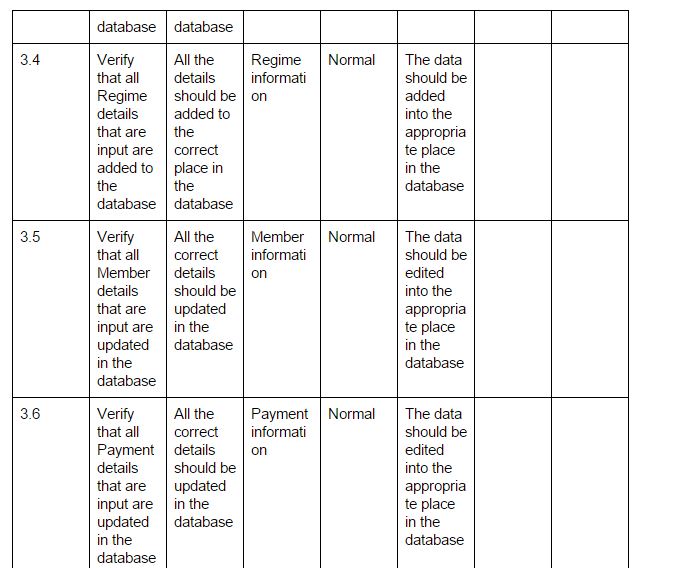 database
database
3.4
Verify
that all
Regime
details
that are
input are
added to
the
database
All the
details
should be
added to
the
correct
place in
the
database
Regime
informati
on
Normal
The data
should be
added
into the
appropria
te place
in the
database
3.5
Verify
that all
Member
details
that are
input are
updated
in the
database
All the
correct
details
should be
updated
in the
database
Member
informati
on
Normal
The data
should be
edited
into the
appropria
te place
in the
database
3.6
Verify
that all
Payment
details
that are
input are
updated
in the
database
All the
correct
details
should be
updated
in the
database
Payment
informati
on
Normal
The data
should be
edited
into the
appropria
te place
in the
database